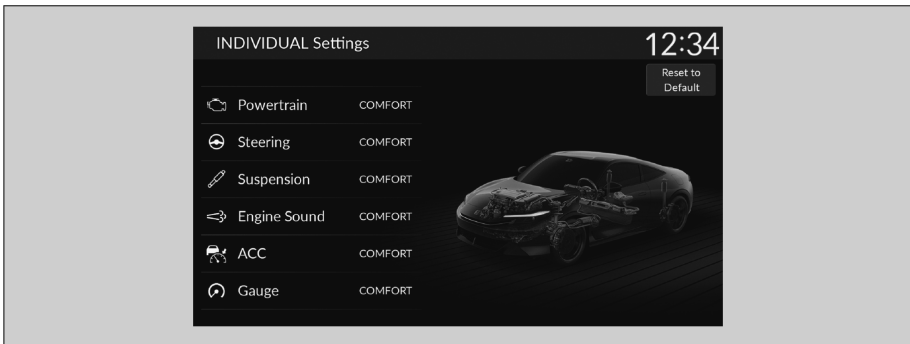 INDIVIDUAL Settings
12:34
Reset to
Default
Powertrain COMFORT
Steering COMFORT
Suspension COMFORT
Engine Sound COMFORT
ACC COMFORT
Gauge COMFORT